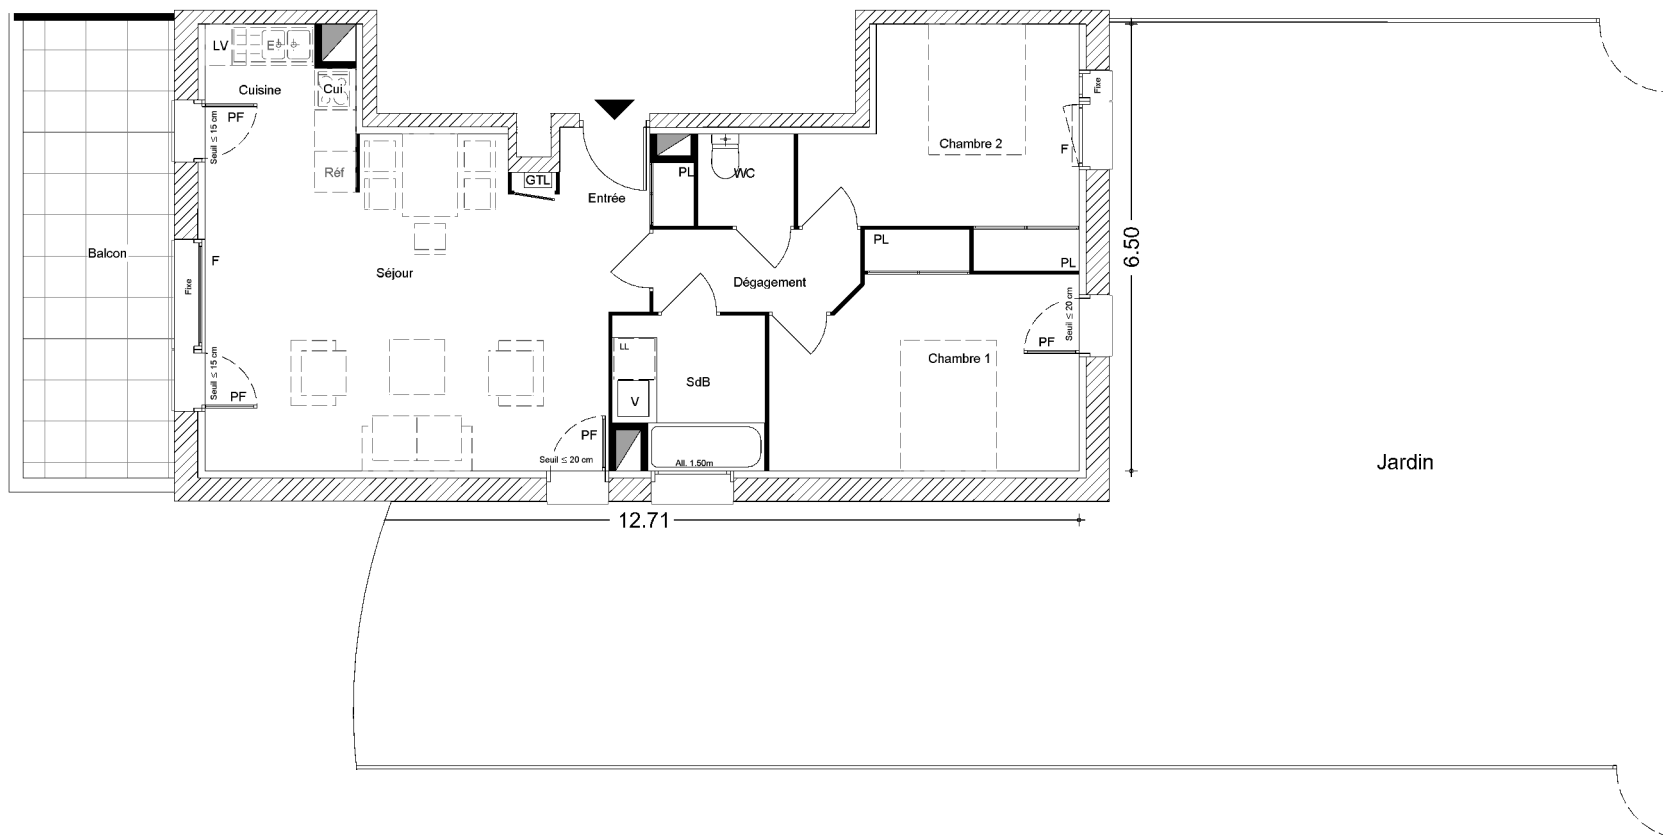 LV
E
Cuisine
Cui
PF
Seuil ≤ 15 cm
Réf
GTL
Entrée
PL
WC
Chambre 2
Fixe
F
Balcon
Fixe
F
Séjour
Dégagement
PL
PL
6.50
Seuil ≤ 20 cm
PF
Chambre 1
Seuil ≤ 15 cm
PF
LL
SdB
V
PF
Seuil ≤ 20 cm
All. 1.50m
Jardin
12.71